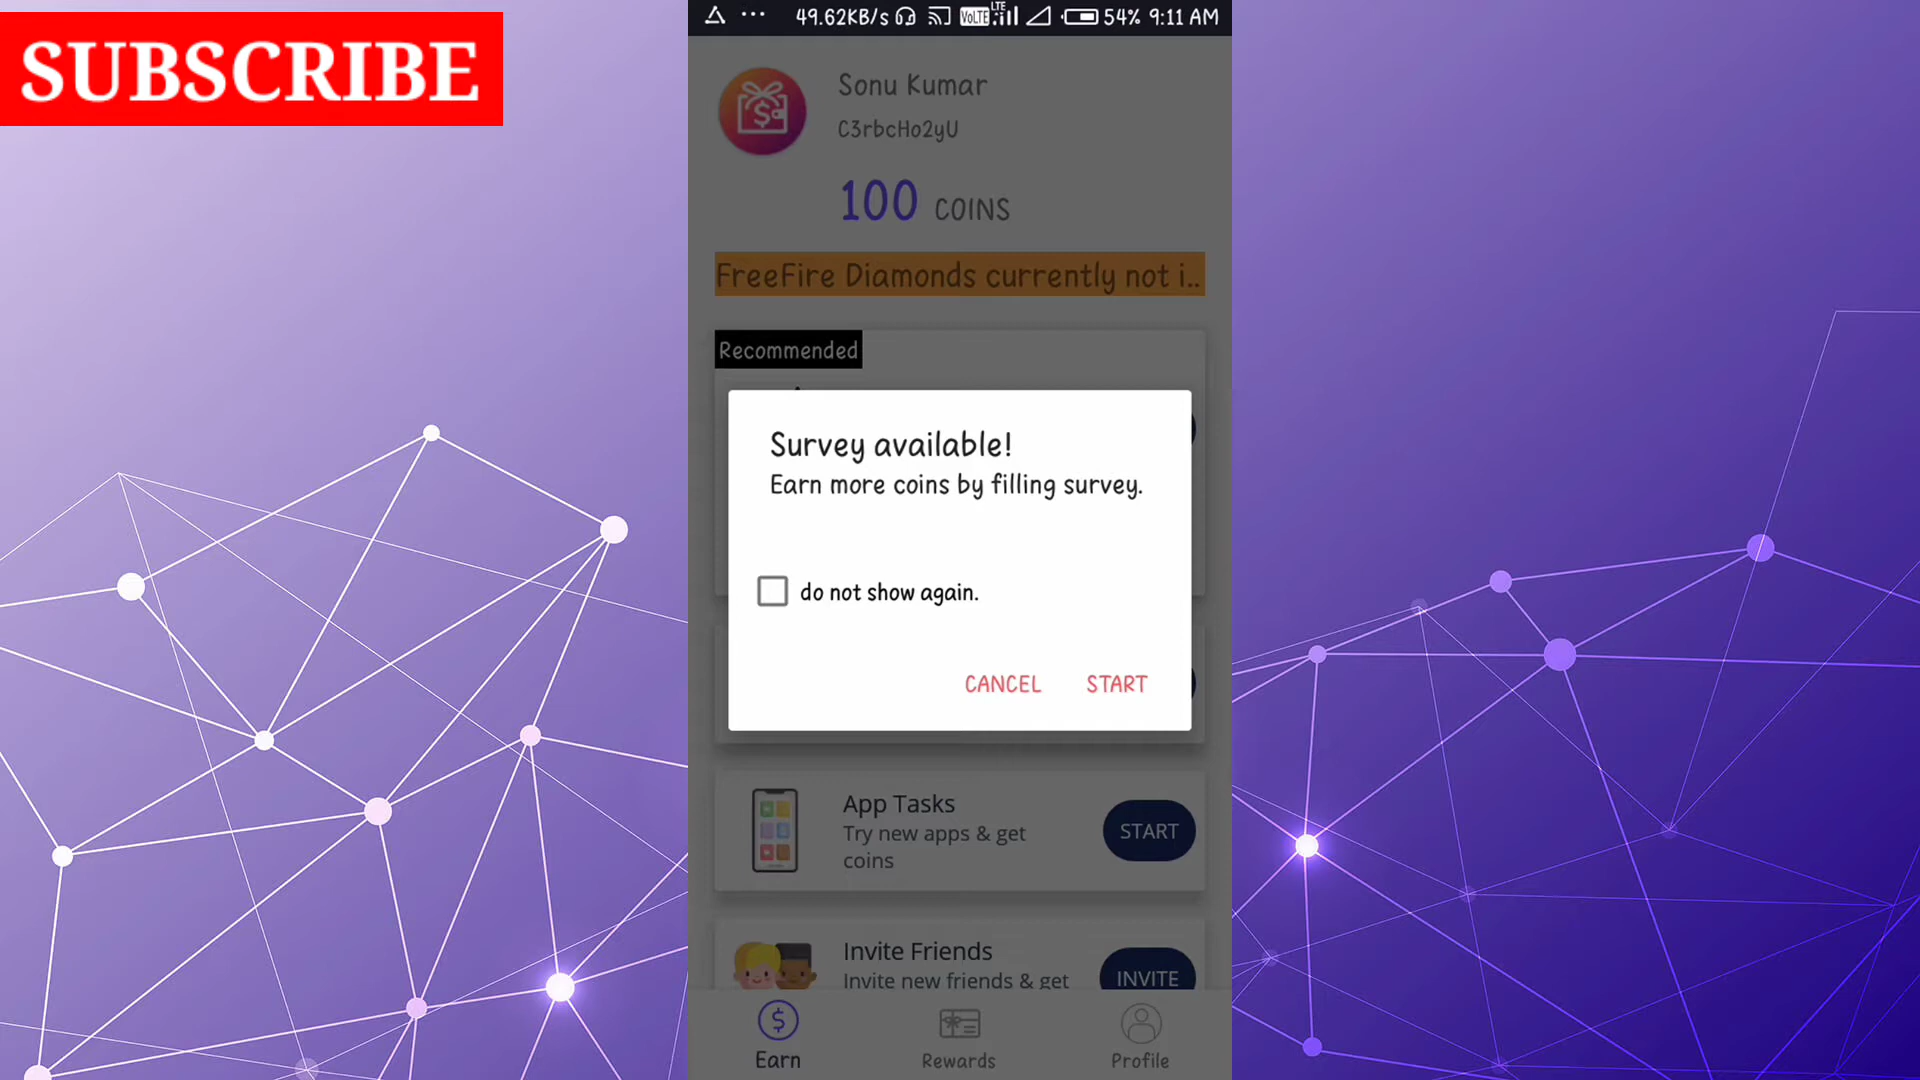 SUBSCRIBE
49.62KB/s VoLTE LTE 54% 9:11 AM
Sonu Kumar
C3rbcHo2yU
100 COINS
FreeFire Diamonds currently not i..
Recommended
Survey available!
Earn more coins by filling survey.
do not show again.
CANCEL START
App Tasks
Try new apps & get
coins
START
Invite Friends
Invite new friends & get
INVITE
Earn Rewards Profile